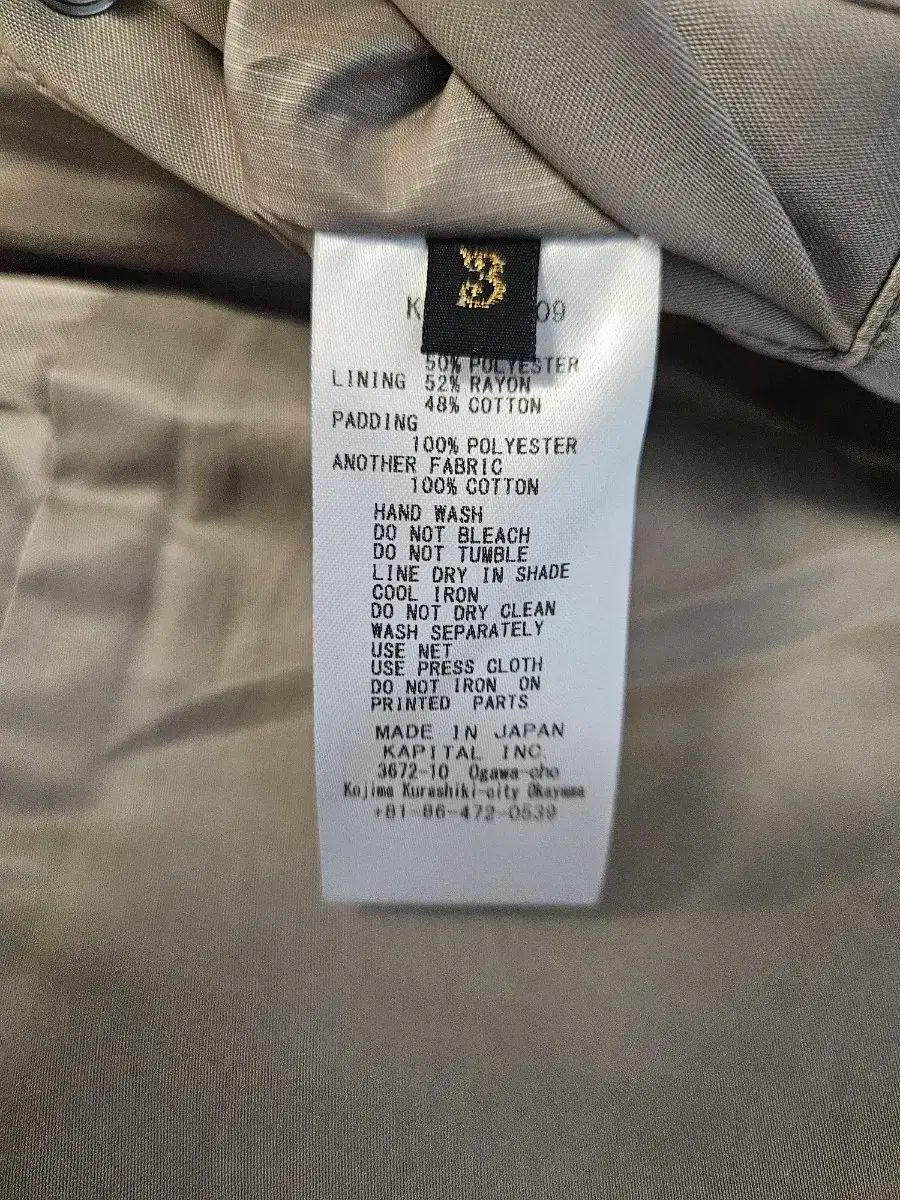 3
K 09
50% POLYESTER
LINING 52% RAYON
48% COTTON
PADDING
100% POLYESTER
ANOTHER FABRIC
100% COTTON
HAND WASH
DO NOT BLEACH
DO NOT TUMBLE
LINE DRY IN SHADE
COOL IRON
DO NOT DRY CLEAN
WASH SEPARATELY
USE NET
USE PRESS CLOTH
DO NOT IRON ON
PRINTED PARTS
MADE IN JAPAN
KAPITAL INC.
3672-10 Ogawa-cho
Kojima Kurashiki-city Okayama
+81-86-472-0539